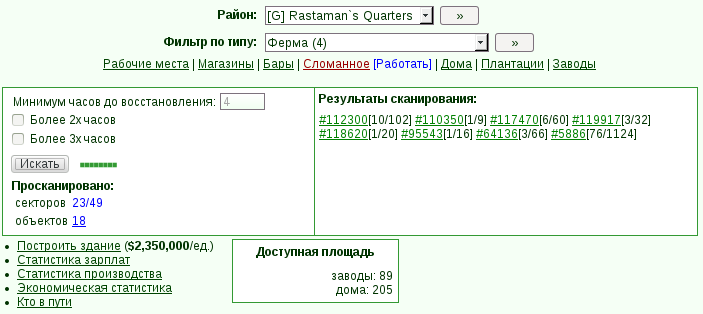 Район: [G] Rastaman`s Quarters »
Фильтр по типу: Ферма (4) »
Рабочие места | Магазины | Бары | Сломанное [Работать] | Дома | Плантации | Заводы
Минимум часов до восстановления: 4
Более 2х часов
Более 3х часов
Искать
Просканировано:
секторов 23/49
объектов 18
Результаты сканирования:
#112300[10/102] #110350[1/9] #117470[6/60] #119917[3/32]
#118620[1/20] #95543[1/16] #64136[3/66] #5886[76/1124]
Построить здание ($2,350,000/ед.)
Статистика зарплат
Статистика производства
Экономическая статистика
Кто в пути
Доступная площадь
заводы: 89
дома: 205